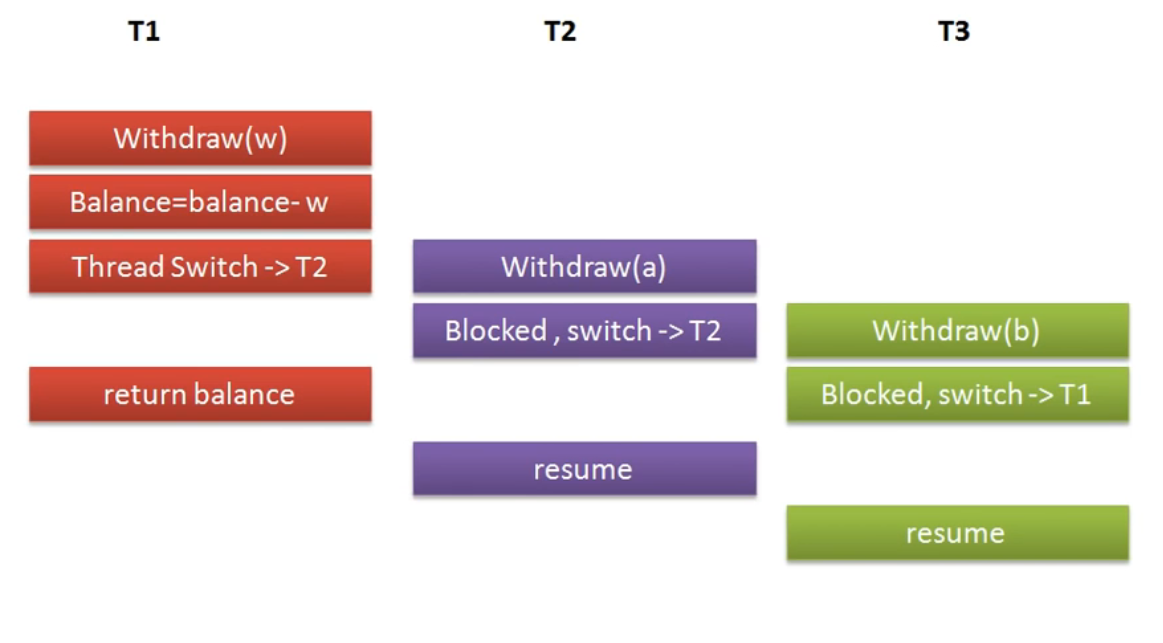 T1 T2 T3
Withdraw(w)
Balance=balance- w
Thread Switch -> T2 Withdraw(a)
Blocked , switch -> T2 Withdraw(b)
return balance Blocked, switch -> T1
resume
resume